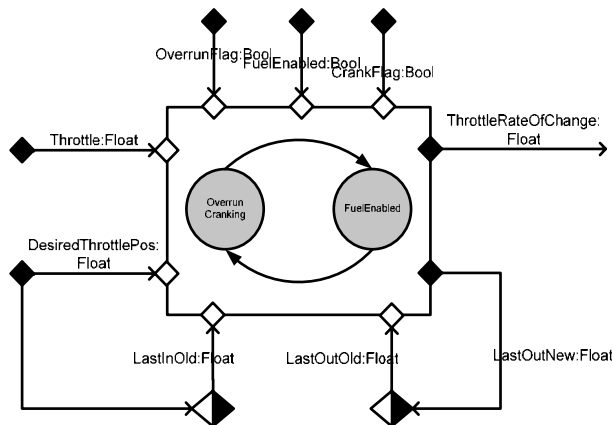 OverrunFlag:Bool
FuelEnabled:Bool
CrankFlag:Bool
Throttle:Float
ThrottleRateOfChange:
Float
Overrun
Cranking
FuelEnabled
DesiredThrottlePos:
Float
LastInOld:Float
LastOutOld:Float
LastOutNew:Float